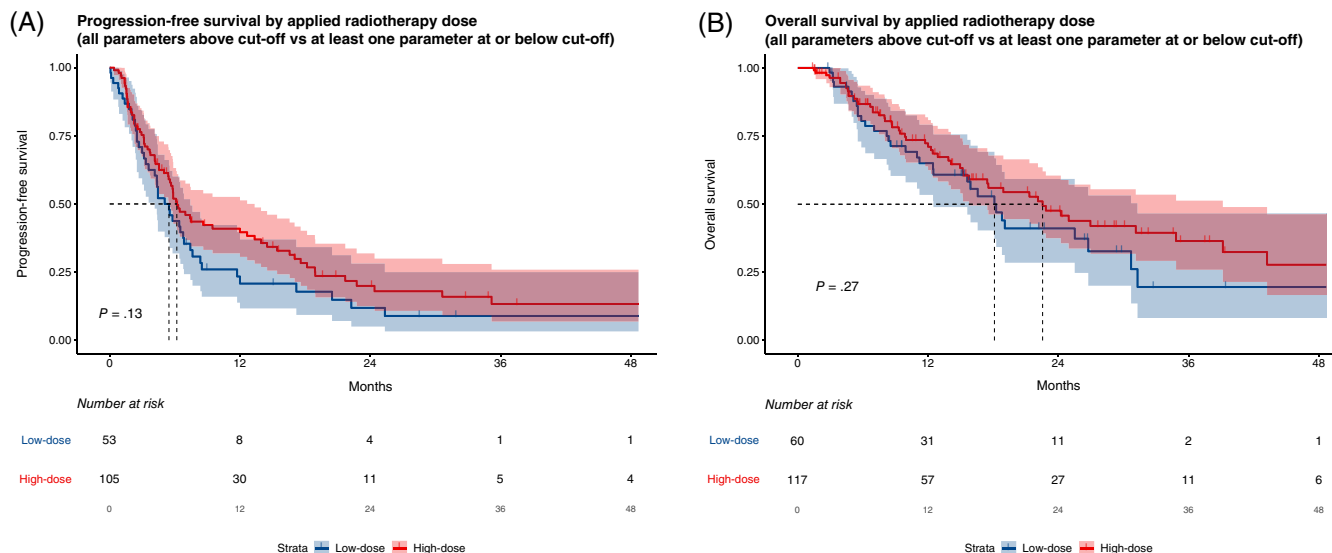 (A)
Progression-free survival by applied radiotherapy dose
(all parameters above cut-off vs at least one parameter at or below cut-off)
Progression-free survival
1.00
0.75
0.50
0.25
0.00
P = .13
0 12 24 36 48
Months
Number at risk
Low-dose 53 8 4 1 1
High-dose 105 30 11 5 4
0 12 24 36 48
Strata Low-dose High-dose
(B)
Overall survival by applied radiotherapy dose
(all parameters above cut-off vs at least one parameter at or below cut-off)
Overall survival
1.00
0.75
0.50
0.25
0.00
P = .27
0 12 24 36 48
Months
Number at risk
Low-dose 60 31 11 2 1
High-dose 117 57 27 11 6
0 12 24 36 48
Strata Low-dose High-dose